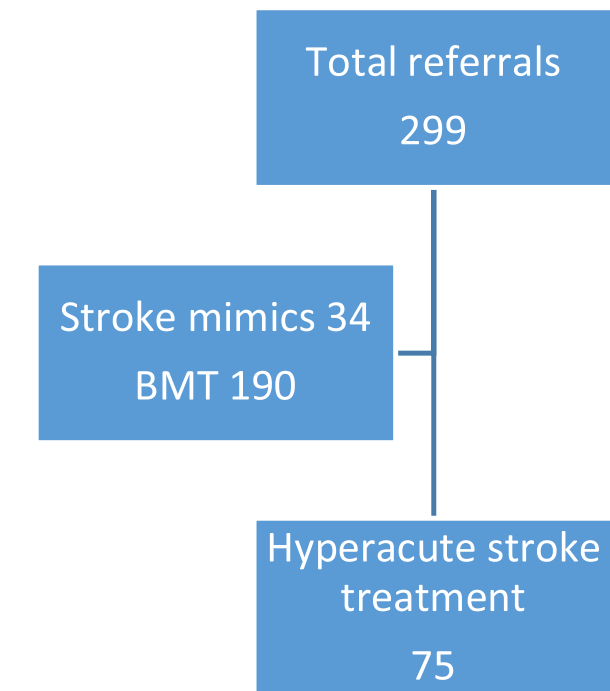 Total referrals
299
Stroke mimics 34
BMT 190
Hyperacute stroke
treatment
75